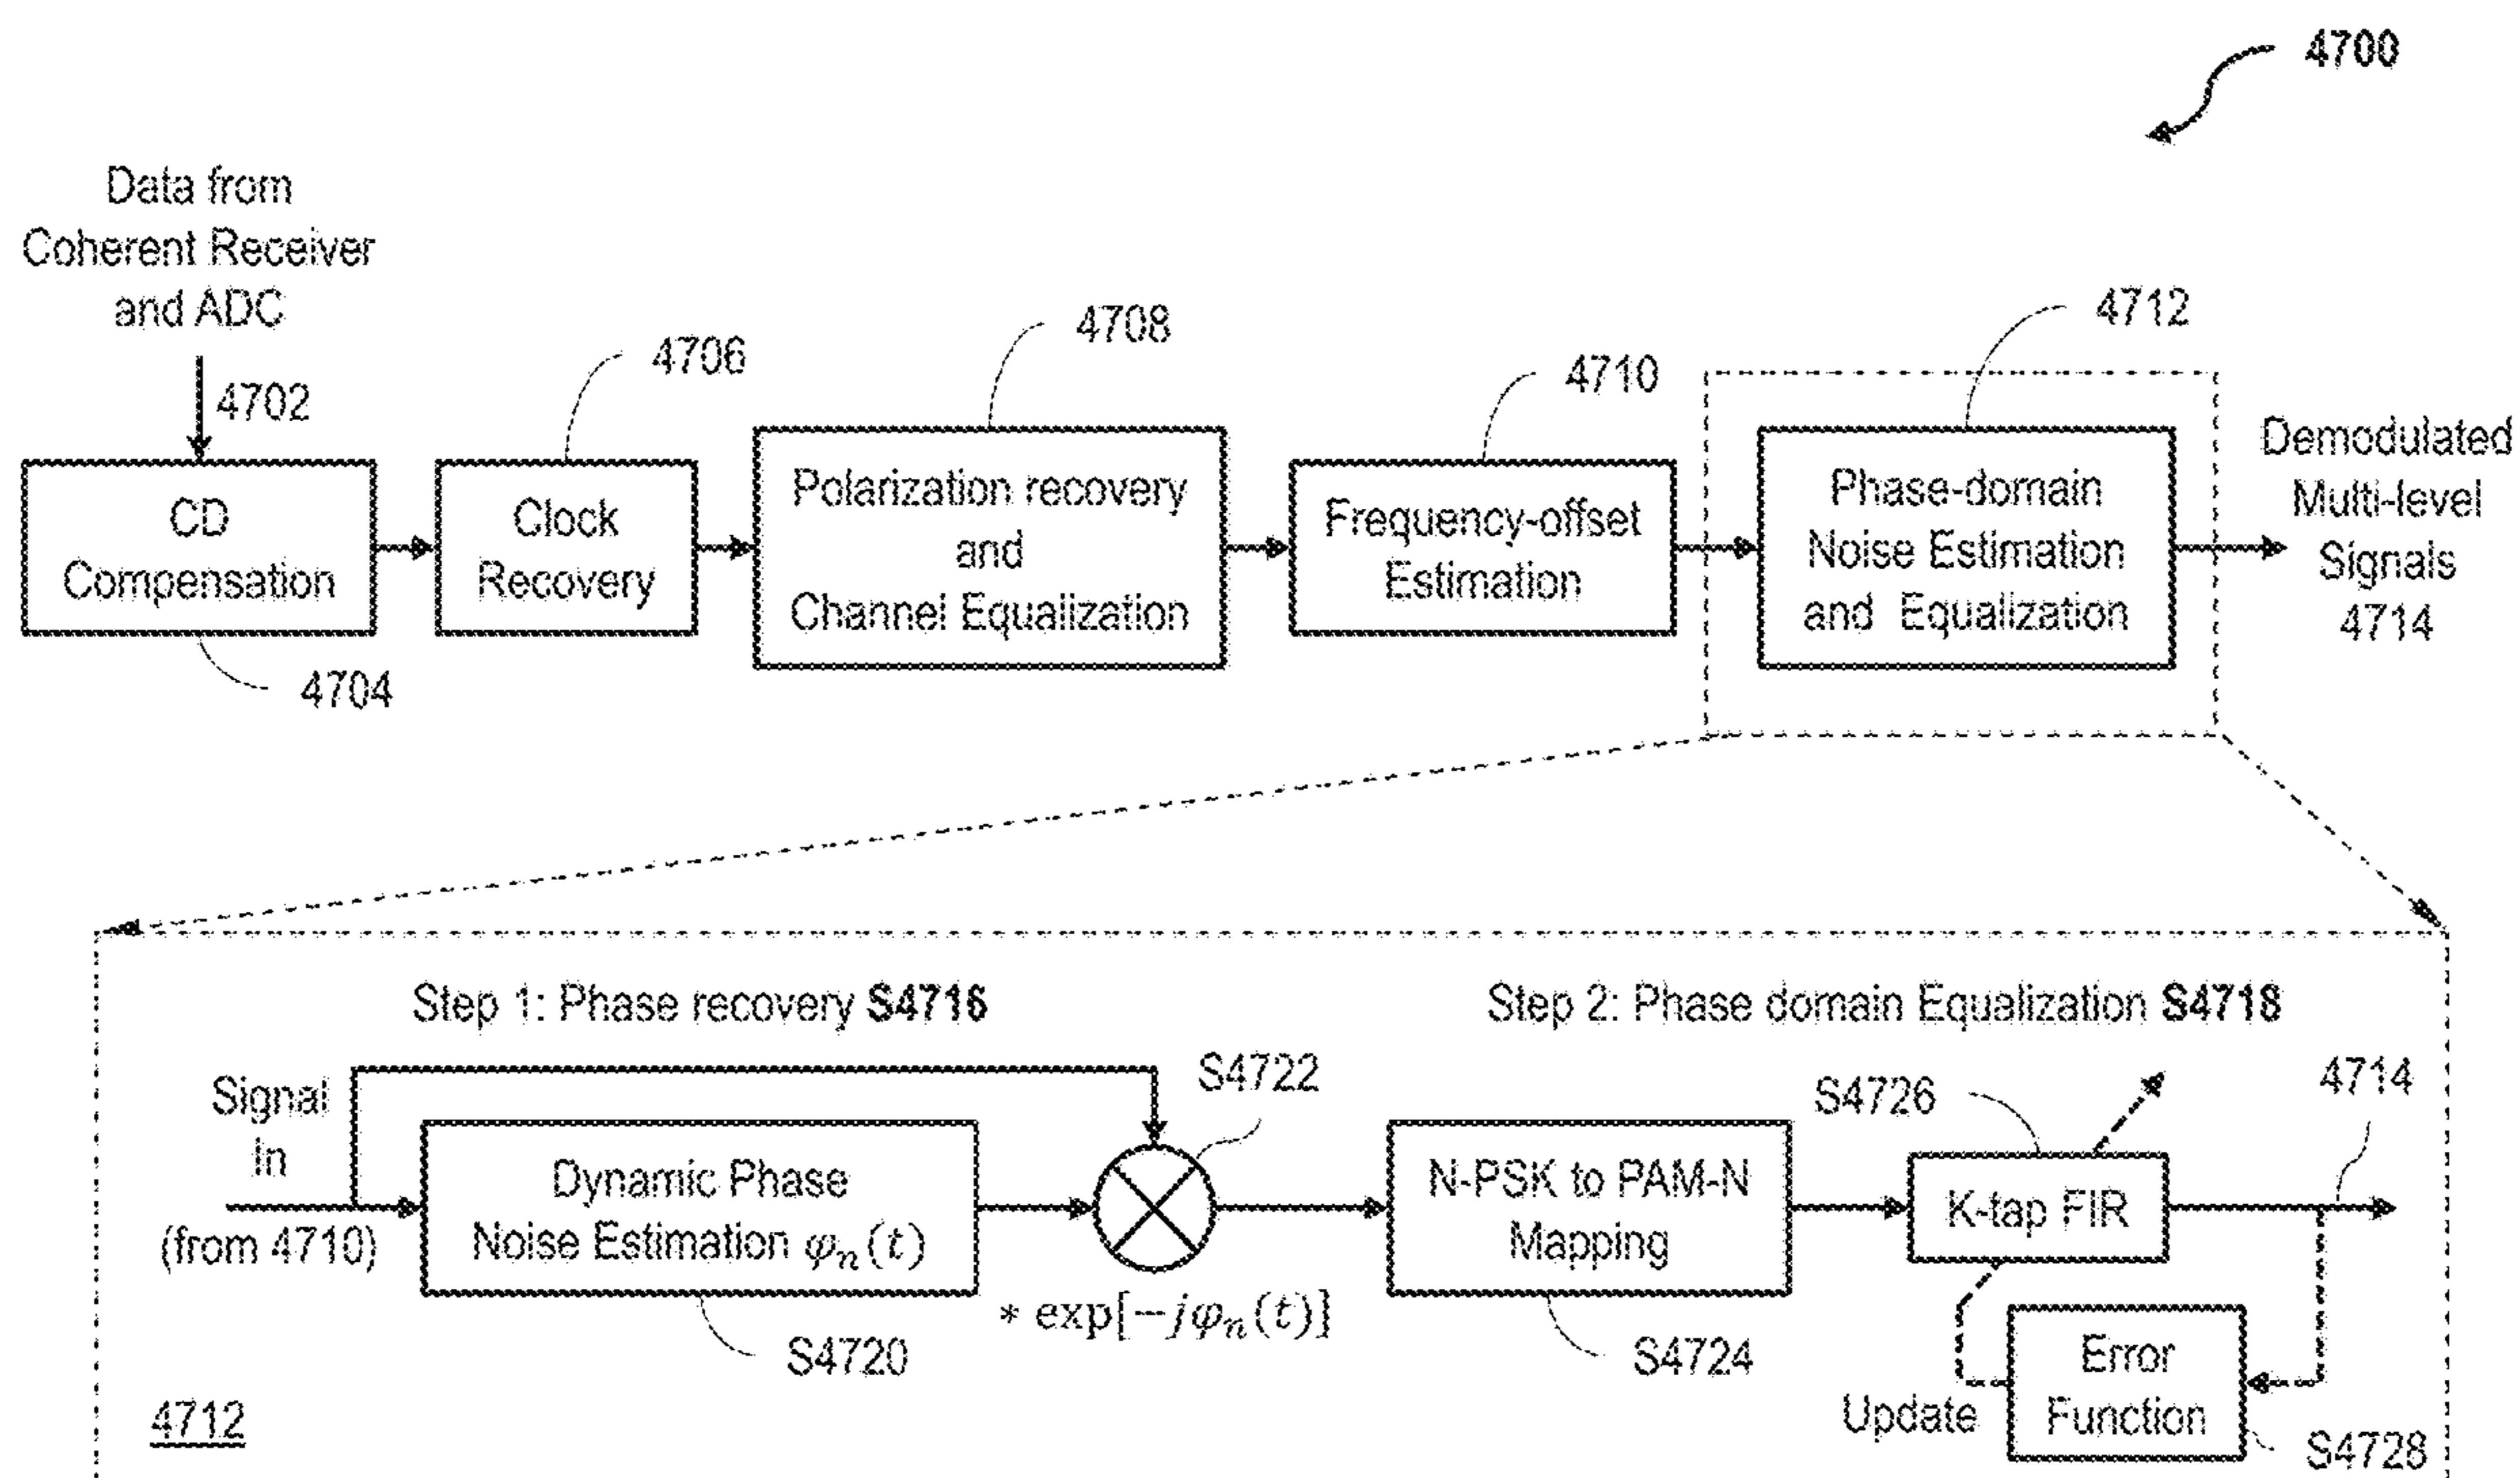 4700
Data from
Coherent Receiver
and ADC
4702
4706
4708
4710
4712
CD
Compensation
4704
Clock
Recovery
Polarization recovery
and
Channel Equalization
Frequency-offset
Estimation
Phase-domain
Noise Estimation
and Equalization
Demodulated
Multi-level
Signals
4714
Step 1: Phase recovery S4716
Step 2: Phase domain Equalization S4718
Signal
In
(from 4710)
Dynamic Phase
Noise Estimation φₙ(t)
S4720
S4722
* exp[−jφₙ(t)]
N-PSK to PAM-N
Mapping
S4724
S4726
K-tap FIR
4714
Update
Error
Function
S4728
4712